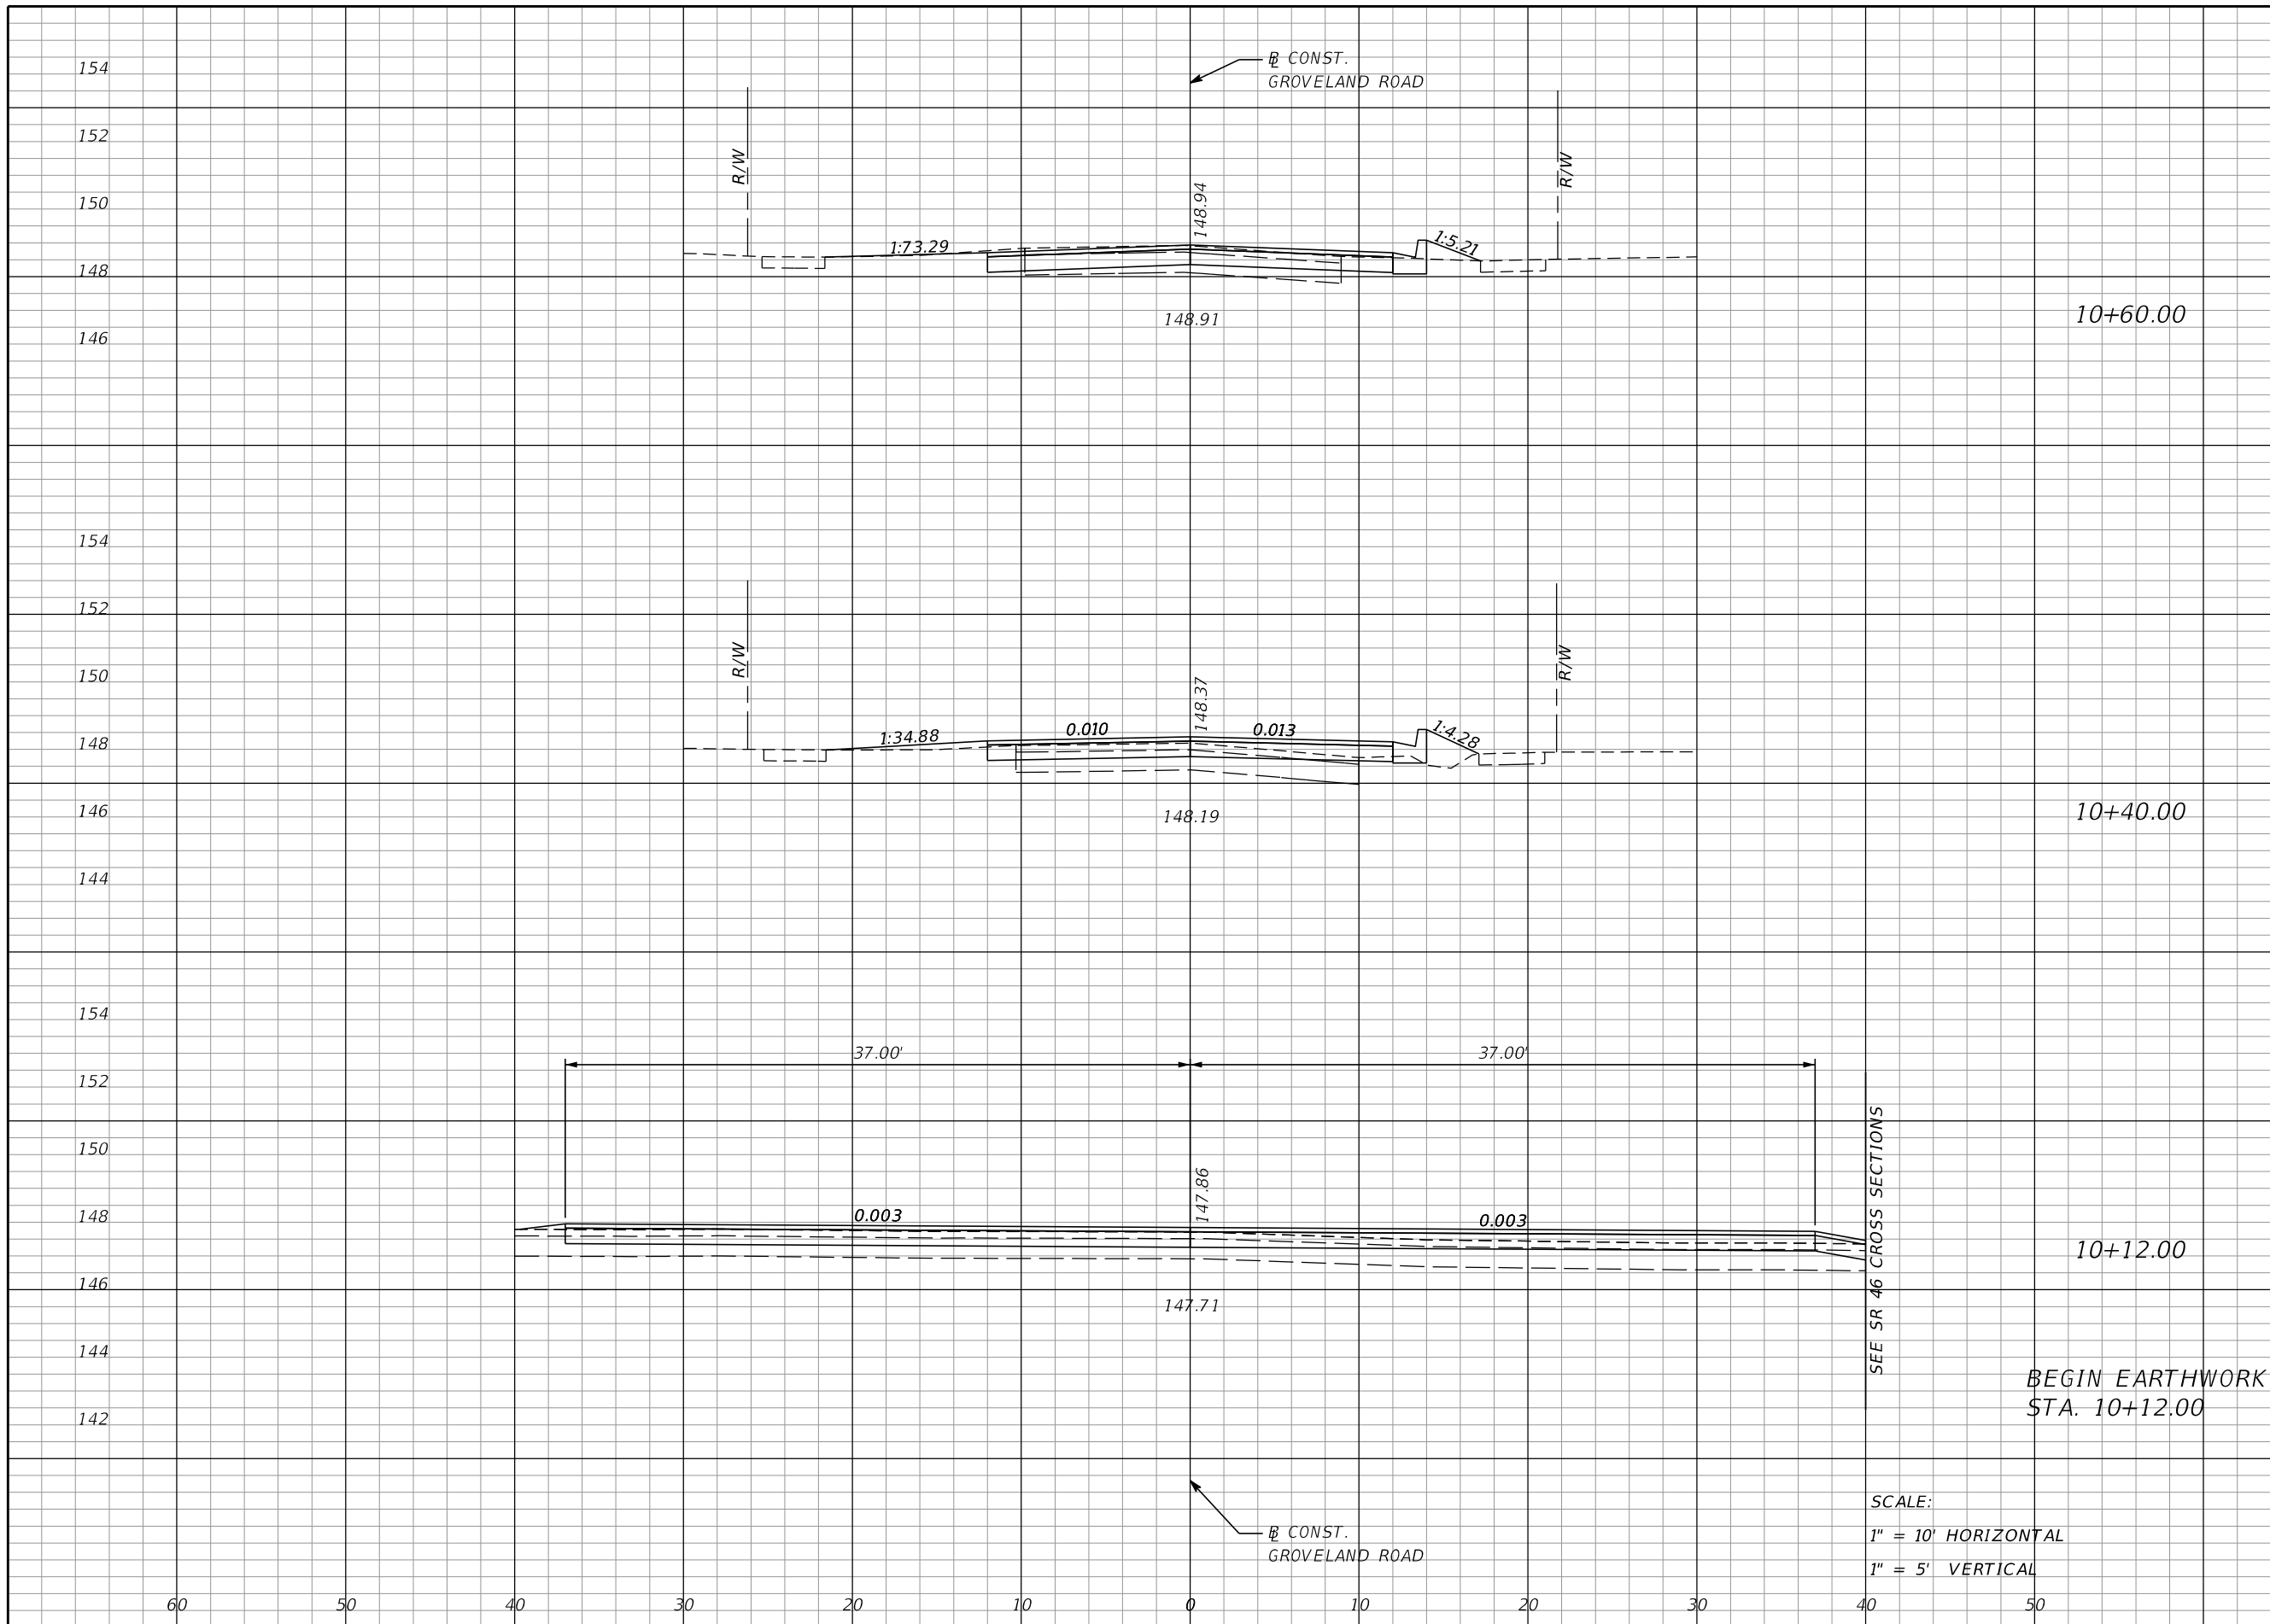 154
℄ CONST.
GROVELAND ROAD
152
R/W
R/W
150
148.94
148
1:73.29
1:5.21
148.91
10+60.00
146
154
152
R/W
R/W
150
148.37
148
1:34.88
0.010
0.013
1:4.28
146
148.19
10+40.00
144
154
37.00'
37.00'
152
150
147.86
148
0.003
0.003
SEE SR 46 CROSS SECTIONS
10+12.00
146
147.71
144
BEGIN EARTHWORK
STA. 10+12.00
142
SCALE:
1" = 10' HORIZONTAL
1" = 5' VERTICAL
℄ CONST.
GROVELAND ROAD
60 50 40 30 20 10 0 10 20 30 40 50